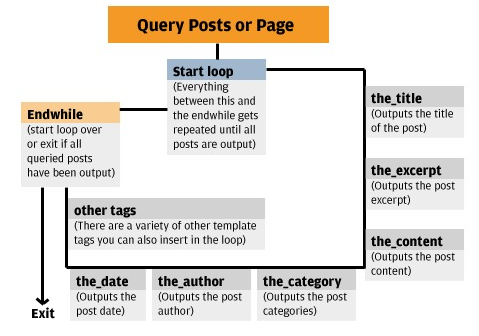 Query Posts or Page
Start loop
(Everything
between this and
the endwhile gets
repeated until all
posts are output)
the_title
(Outputs the title
of the post)
Endwhile
(start loop over
or exit if all
queried posts
have been output)
the_excerpt
(Outputs the post
excerpt)
other tags
(There are a variety of other template
tags you can also insert in the loop)
the_content
(Outputs the post
content)
the_date
(Outputs the
post date)
the_author
(Outputs the post
author)
the_category
(Outputs the post
categories)
Exit